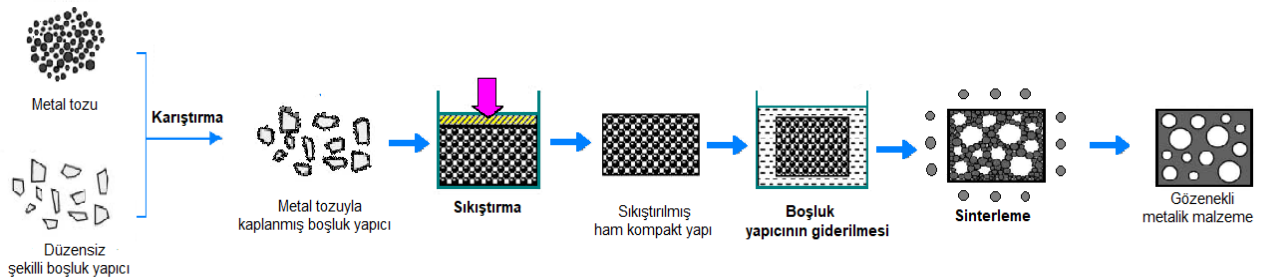 Metal tozu
Düzensiz
şekilli boşluk yapıcı
Karıştırma
Metal tozuyla
kaplanmış boşluk yapıcı
Sıkıştırma
Sıkıştırılmış
ham kompakt yapı
Boşluk
yapıcının giderilmesi
Sinterleme
Gözenekli
metalik malzeme